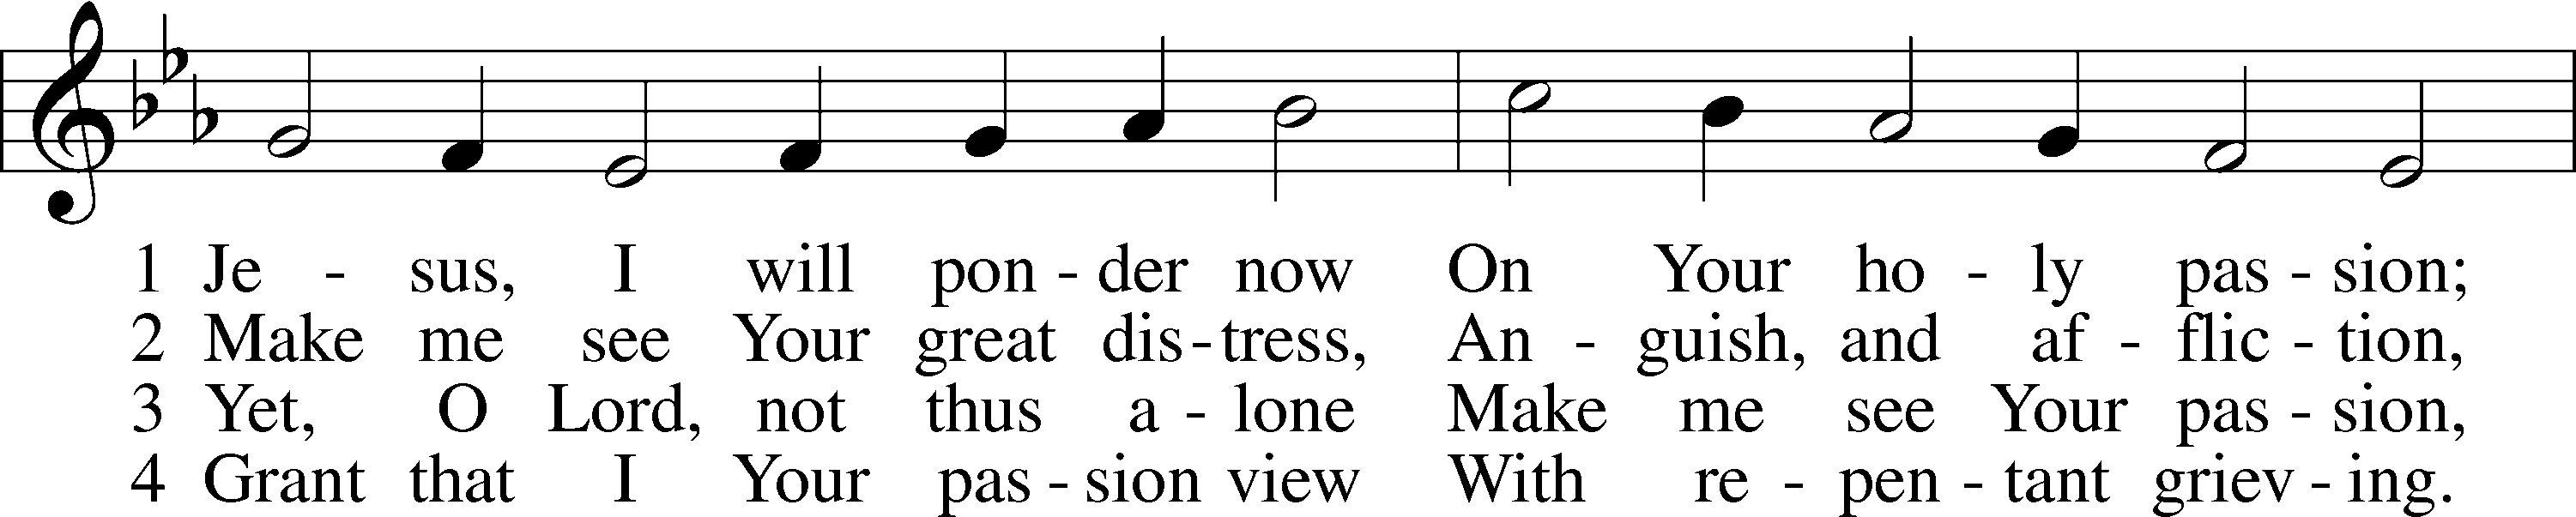 1 Je - sus, I will pon - der now On Your ho - ly pas - sion;
2 Make me see Your great dis - tress, An - guish, and af - flic - tion,
3 Yet, O Lord, not thus a - lone Make me see Your pas - sion,
4 Grant that I Your pas - sion view With re - pen - tant griev - ing.